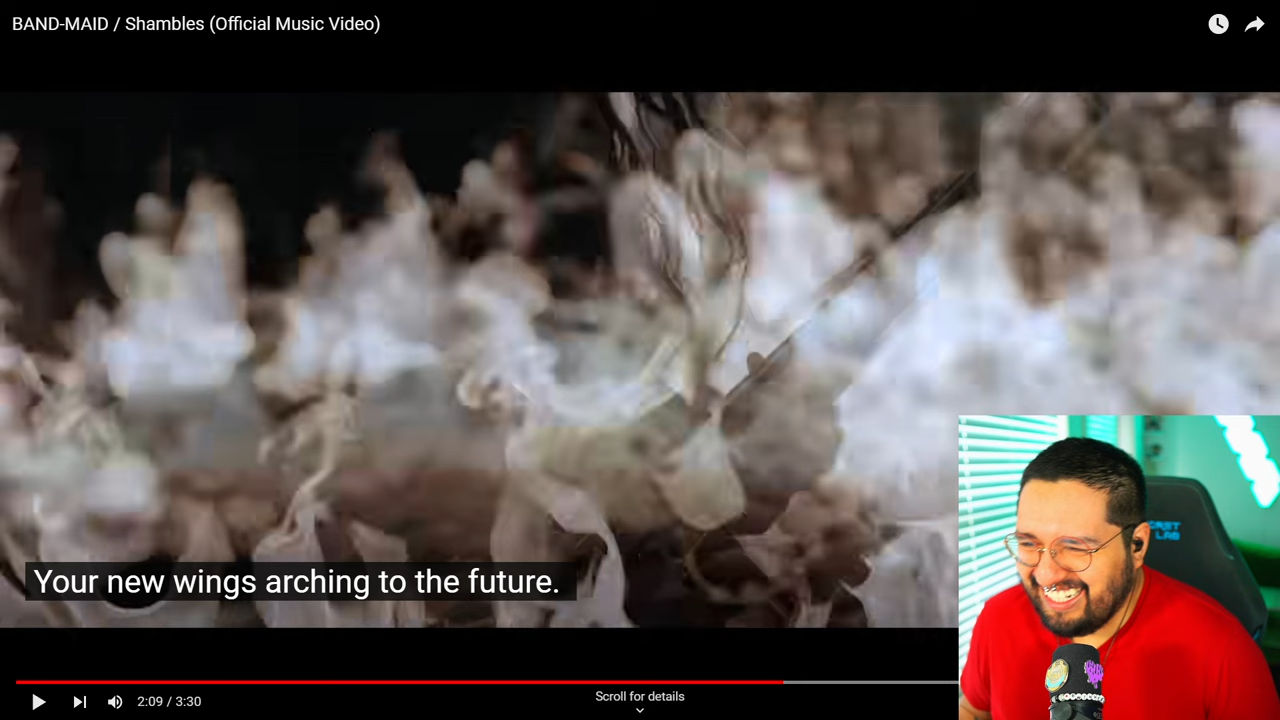 BAND-MAID / Shambles (Official Music Video)
Your new wings arching to the future.
2:09 / 3:30
Scroll for details